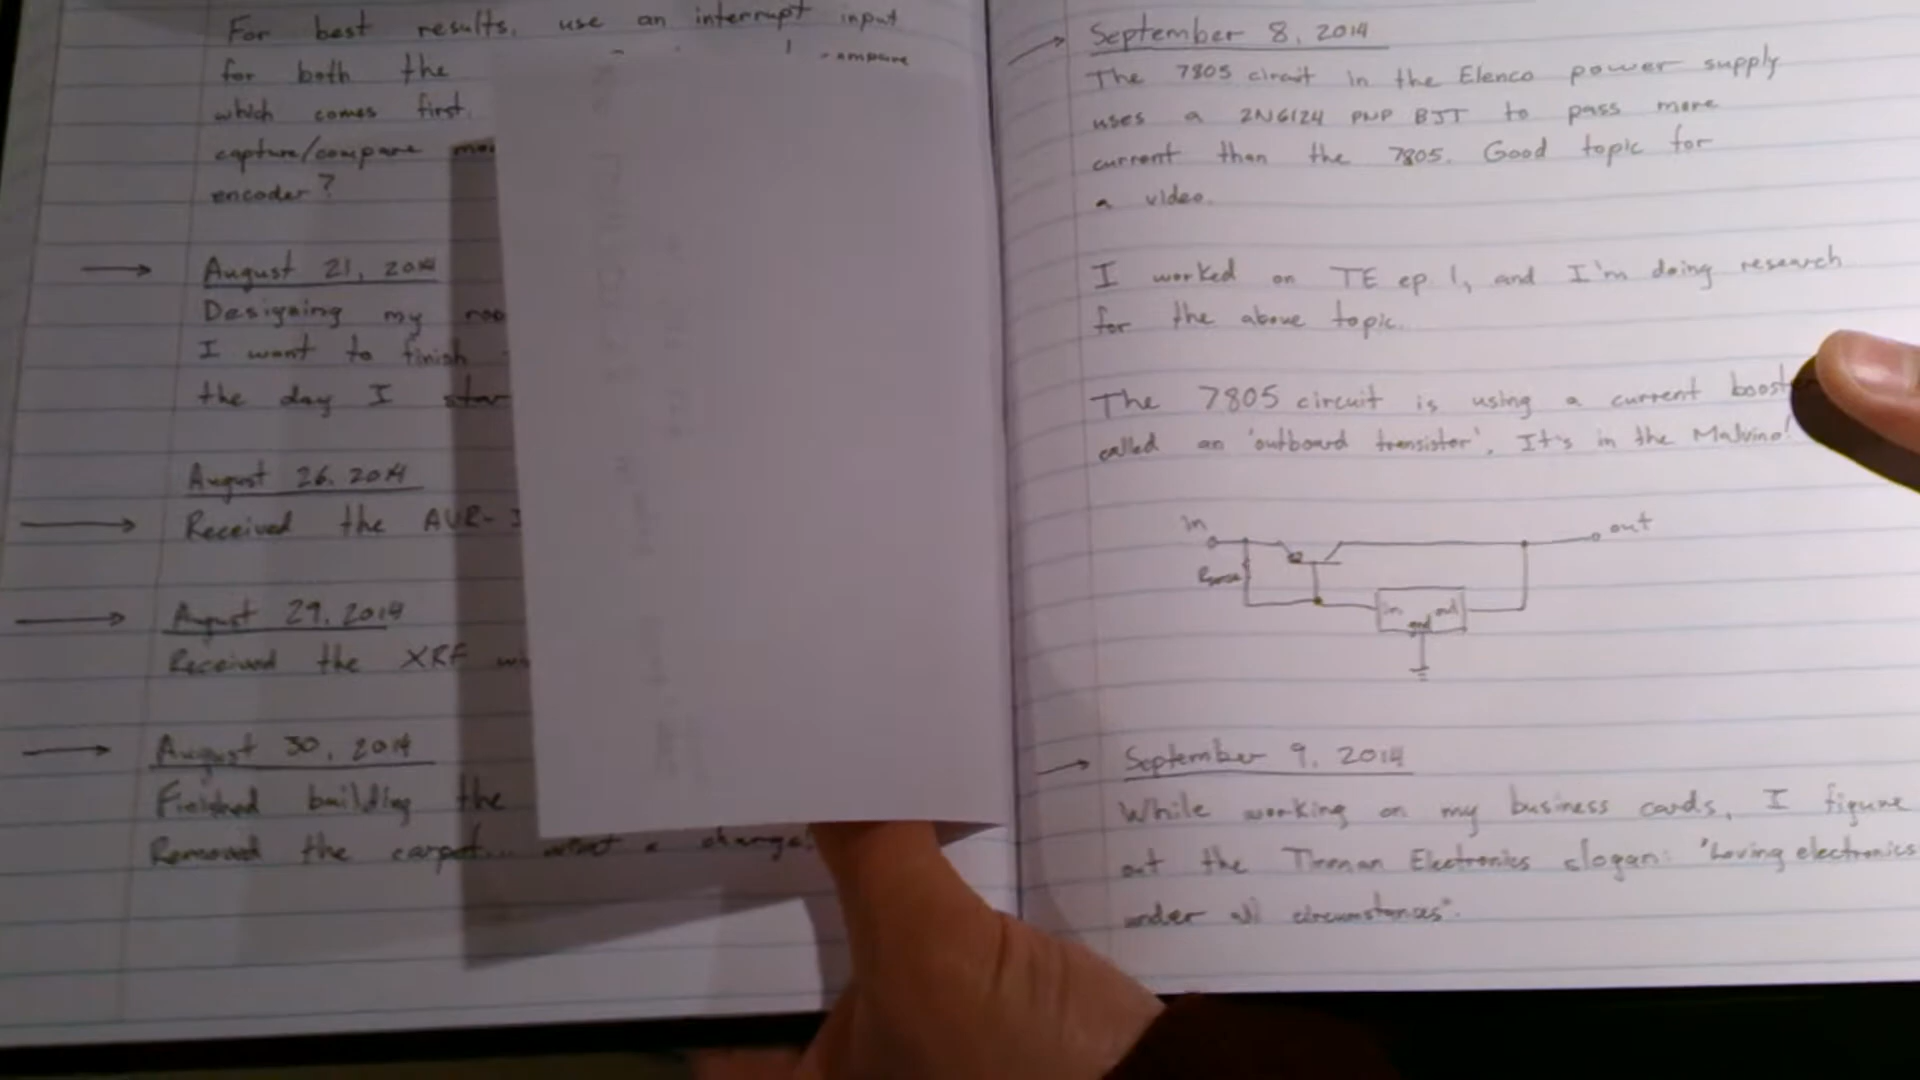 For best results, use an interrupt input
for both the
which comes first.
capture/compare
encoder?
August 21, 2014
Designing my
I want to finish
the day I
August 26, 2014
Received the AVR-
August 29, 2014
Received the XRF
August 30, 2014
Finished building the
Removed the carpet... what a change!
September 8, 2014
The 7805 circuit in the Elenco power supply
uses a 2N6124 PNP BJT to pass more
current than the 7805. Good topic for
a video.
I worked on TE ep 1, and I'm doing research
for the above topic.
The 7805 circuit is using a current boost
called an 'outboard transistor'. It's in the Malvino!
in
out
in out
gnd
September 9, 2014
While working on my business cards, I figure
out the Electronics slogan: "Loving electronics
under all circumstances".